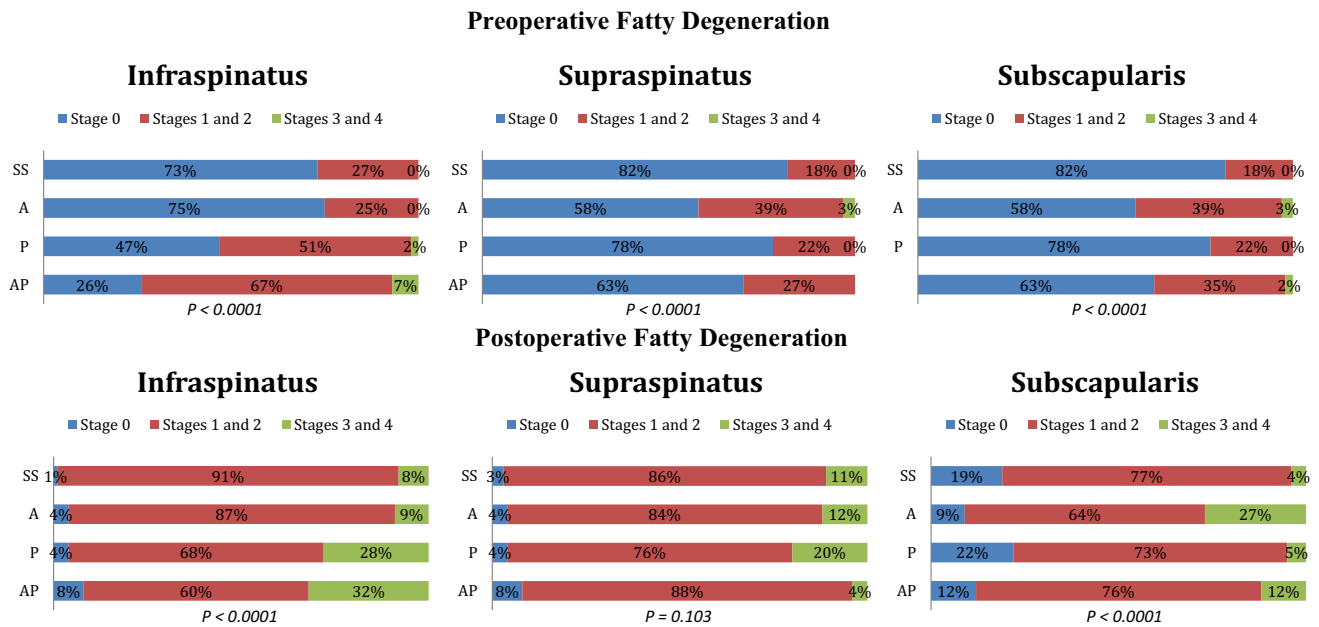 Preoperative Fatty Degeneration
Infraspinatus
Stage 0 Stages 1 and 2 Stages 3 and 4
SS 73% 27% 0%
A 75% 25% 0%
P 47% 51% 2%
AP 26% 67% 7%
P < 0.0001
Supraspinatus
Stage 0 Stages 1 and 2 Stages 3 and 4
SS 82% 18% 0%
A 58% 39% 3%
P 78% 22% 0%
AP 63% 27%
P < 0.0001
Subscapularis
Stage 0 Stages 1 and 2 Stages 3 and 4
SS 82% 18% 0%
A 58% 39% 3%
P 78% 22% 0%
AP 63% 35% 2%
P < 0.0001
Postoperative Fatty Degeneration
Infraspinatus
Stage 0 Stages 1 and 2 Stages 3 and 4
SS 1% 91% 8%
A 4% 87% 9%
P 4% 68% 28%
AP 8% 60% 32%
P < 0.0001
Supraspinatus
Stage 0 Stages 1 and 2 Stages 3 and 4
SS 3% 86% 11%
A 4% 84% 12%
P 4% 76% 20%
AP 8% 88% 4%
P = 0.103
Subscapularis
Stage 0 Stages 1 and 2 Stages 3 and 4
SS 19% 77% 4%
A 9% 64% 27%
P 22% 73% 5%
AP 12% 76% 12%
P < 0.0001